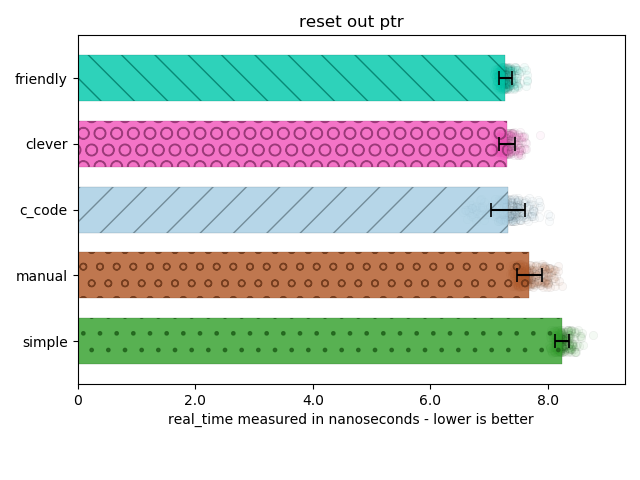 reset out ptr
friendly
clever
c_code
manual
simple
0 2.0 4.0 6.0 8.0
real_time measured in nanoseconds - lower is better